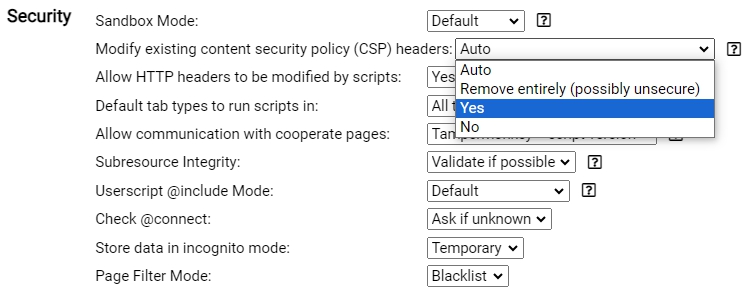 Security
Sandbox Mode: Default [?]
Modify existing content security policy (CSP) headers: Auto [?]
Auto
Allow HTTP headers to be modified by scripts: Yes
Remove entirely (possibly unsecure)
Default tab types to run scripts in: All
Yes
No
Allow communication with cooperate pages:
Subresource Integrity: Validate if possible [?]
Userscript @include Mode: Default [?]
Check @connect: Ask if unknown
Store data in incognito mode: Temporary
Page Filter Mode: Blacklist